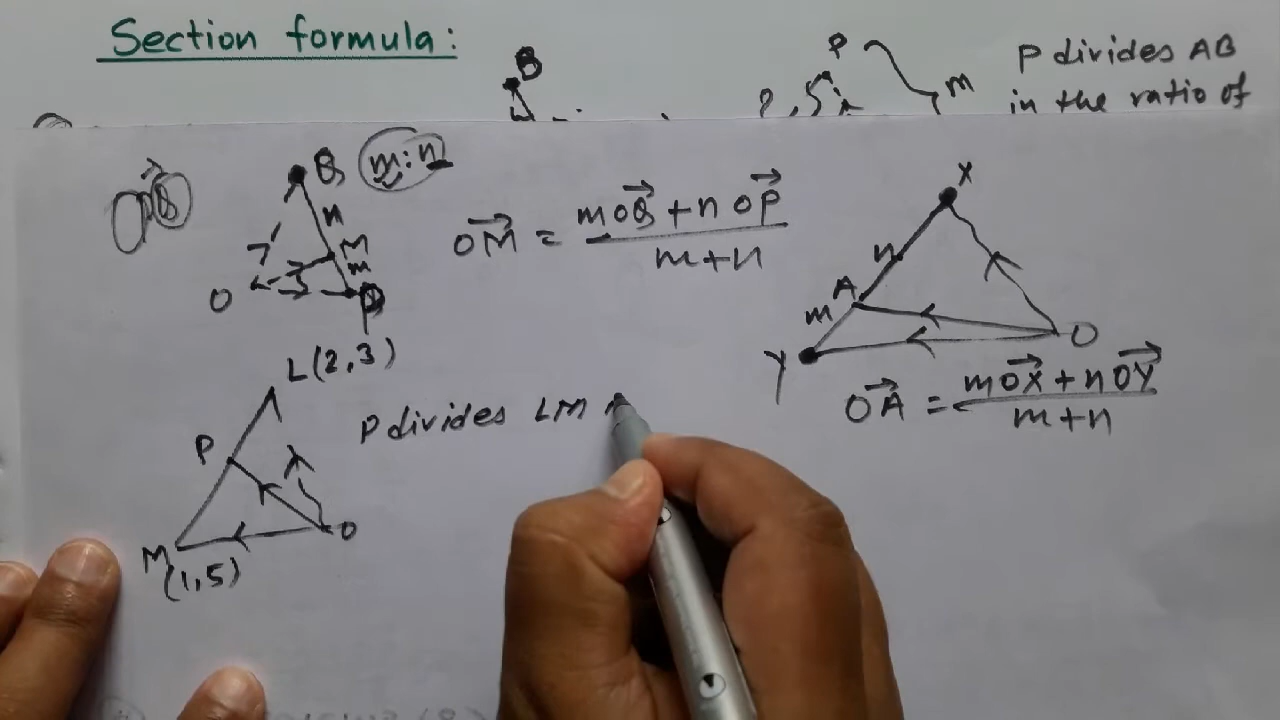 Section formula:
B
P
M
P divides AB
in the ratio of
m:n
n
M
m
O
OM = mOB + nOP
m+n
X
n
A
m
Y
O
OA = mOX + nOY
m+n
L(2,3)
P
P divides LM
M
(1,5)
O